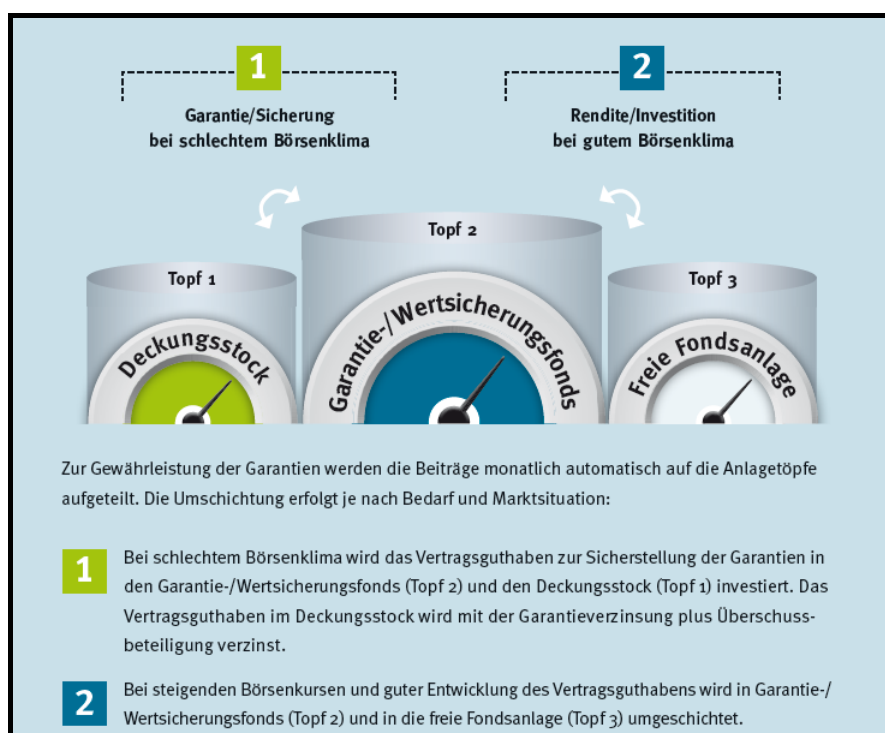 1
2
Garantie/Sicherung
bei schlechtem Börsenklima
Rendite/Investition
bei gutem Börsenklima
Topf 1
Topf 2
Topf 3
Deckungsstock
Garantie-/Wertsicherungsfonds
Freie Fondsanlage
Zur Gewährleistung der Garantien werden die Beiträge monatlich automatisch auf die Anlagetöpfe
aufgeteilt. Die Umschichtung erfolgt je nach Bedarf und Marktsituation:
1
Bei schlechtem Börsenklima wird das Vertragsguthaben zur Sicherstellung der Garantien in
den Garantie-/Wertsicherungsfonds (Topf 2) und den Deckungsstock (Topf 1) investiert. Das
Vertragsguthaben im Deckungsstock wird mit der Garantieverzinsung plus Überschuss-
beteiligung verzinst.
2
Bei steigenden Börsenkursen und guter Entwicklung des Vertragsguthabens wird in Garantie-/
Wertsicherungsfonds (Topf 2) und in die freie Fondsanlage (Topf 3) umgeschichtet.